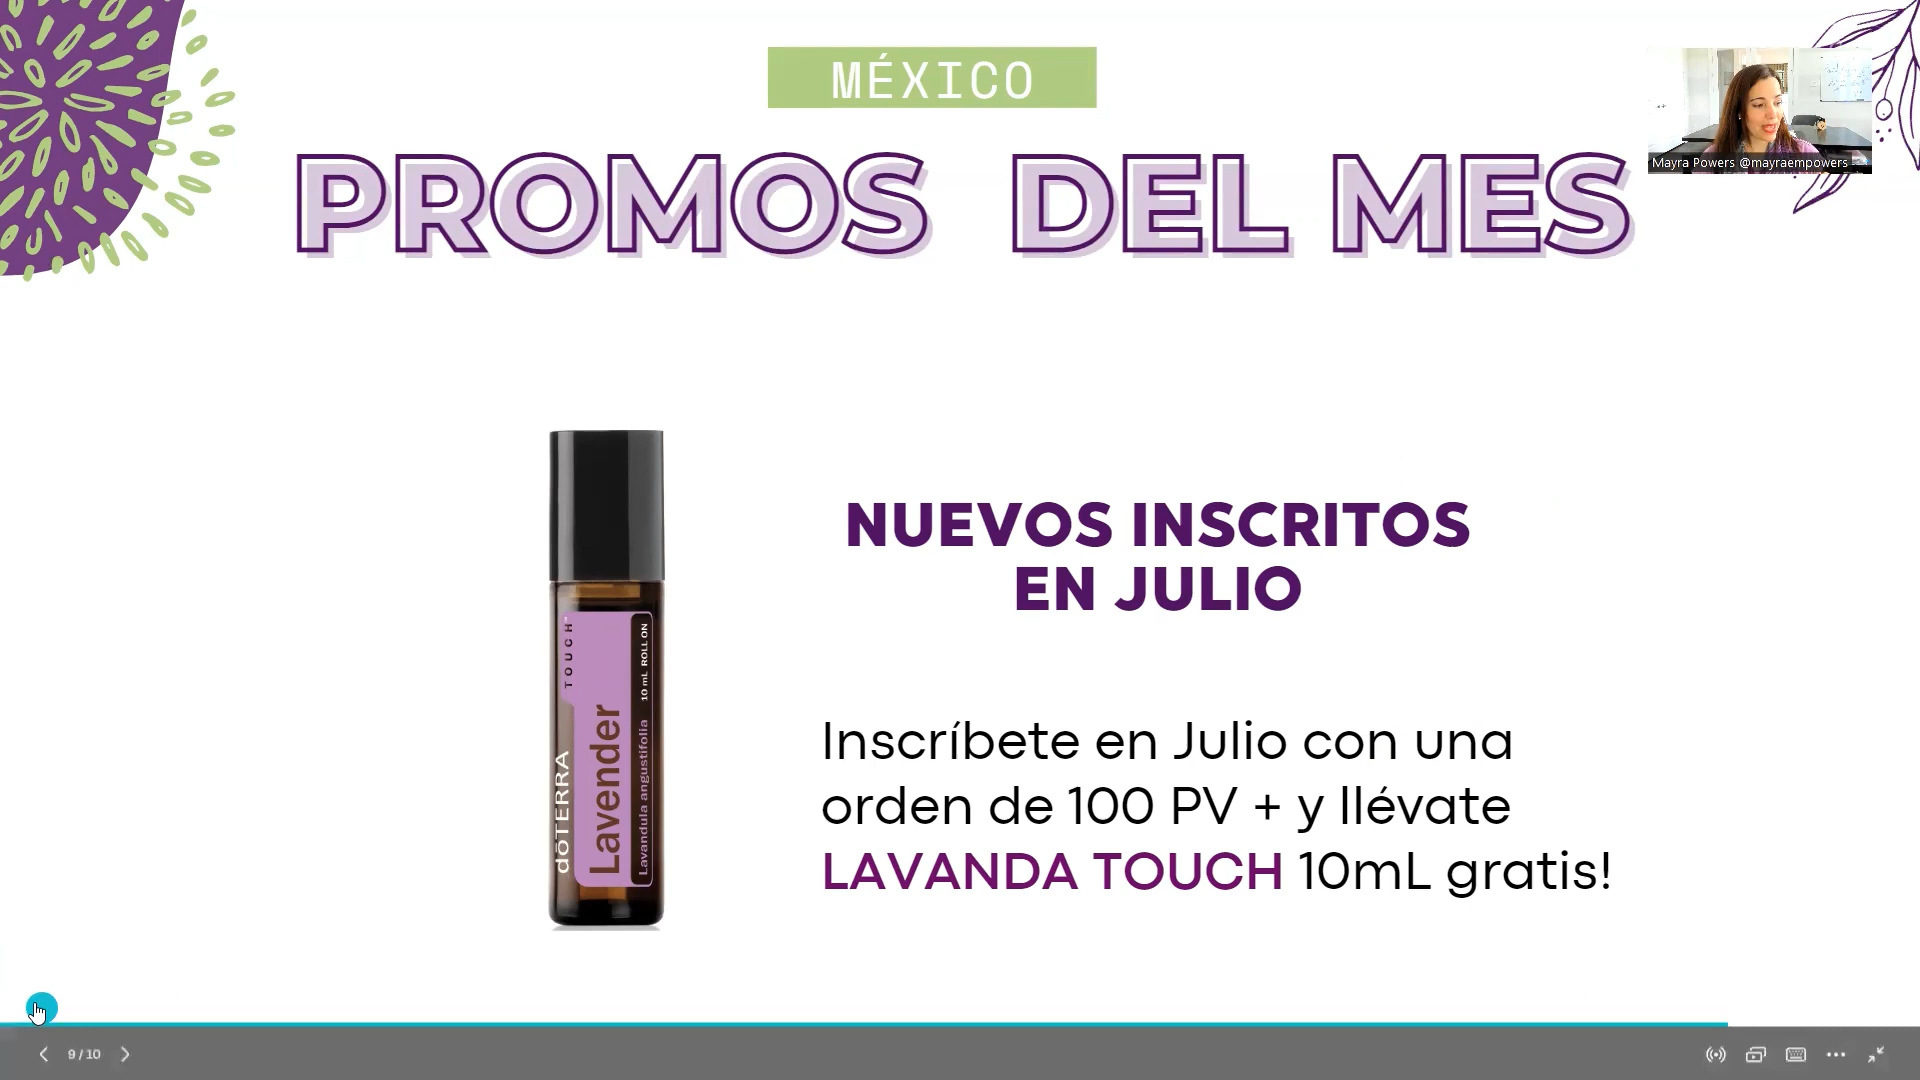 MÉXICO
PROMOS DEL MES
Mayra Powers @mayraempowers
NUEVOS INSCRITOS
EN JULIO
Inscríbete en Julio con una
orden de 100 PV + y llévate
LAVANDA TOUCH 10mL gratis!
dōTERRA
TOUCH
Lavender
Lavandula angustifolia 10 mL ROLL ON
9 / 10